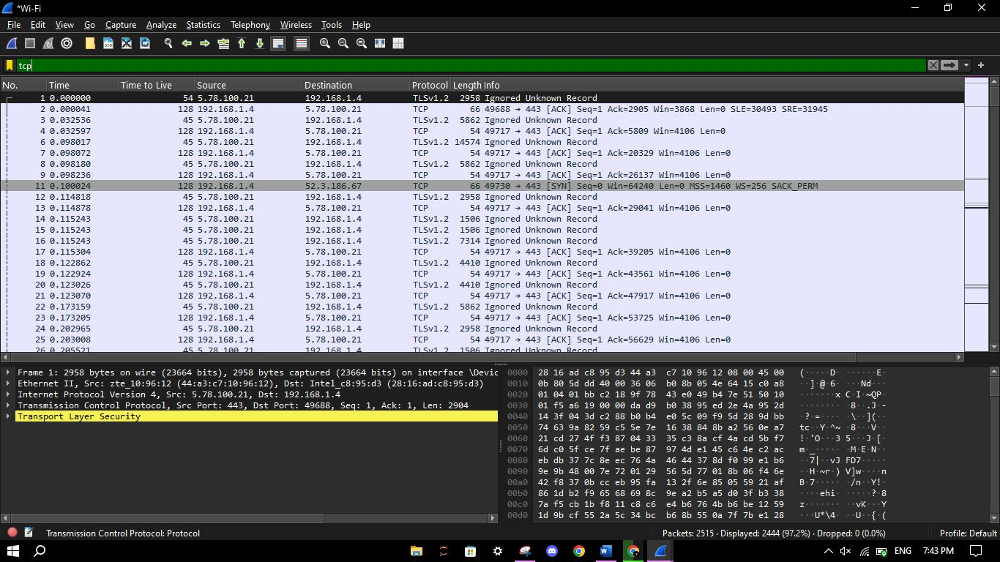 *Wi-Fi
File Edit View Go Capture Analyze Statistics Telephony Wireless Tools Help
tcp
No. Time Time to Live Source Destination Protocol Length Info
1 0.000000 54 5.78.100.21 192.168.1.4 TLSv1.2 2958 Ignored Unknown Record
2 0.000041 128 192.168.1.4 5.78.100.21 TCP 66 49688 → 443 [ACK] Seq=1 Ack=2905 Win=3868 Len=0 SLE=30493 SRE=31945
3 0.032536 45 5.78.100.21 192.168.1.4 TLSv1.2 5862 Ignored Unknown Record
4 0.032597 128 192.168.1.4 5.78.100.21 TCP 54 49717 → 443 [ACK] Seq=1 Ack=5809 Win=4106 Len=0
6 0.098017 45 5.78.100.21 192.168.1.4 TLSv1.2 14574 Ignored Unknown Record
7 0.098072 128 192.168.1.4 5.78.100.21 TCP 54 49717 → 443 [ACK] Seq=1 Ack=20329 Win=4106 Len=0
8 0.098180 45 5.78.100.21 192.168.1.4 TLSv1.2 5862 Ignored Unknown Record
9 0.098236 128 192.168.1.4 5.78.100.21 TCP 54 49717 → 443 [ACK] Seq=1 Ack=26137 Win=4106 Len=0
11 0.100024 128 192.168.1.4 52.3.186.67 TCP 66 49730 → 443 [SYN] Seq=0 Win=64240 Len=0 MSS=1460 WS=256 SACK_PERM
12 0.114818 45 5.78.100.21 192.168.1.4 TLSv1.2 2958 Ignored Unknown Record
13 0.114878 128 192.168.1.4 5.78.100.21 TCP 54 49717 → 443 [ACK] Seq=1 Ack=29041 Win=4106 Len=0
14 0.115243 45 5.78.100.21 192.168.1.4 TLSv1.2 1506 Ignored Unknown Record
15 0.115243 45 5.78.100.21 192.168.1.4 TLSv1.2 1506 Ignored Unknown Record
16 0.115243 45 5.78.100.21 192.168.1.4 TLSv1.2 7314 Ignored Unknown Record
17 0.115304 128 192.168.1.4 5.78.100.21 TCP 54 49717 → 443 [ACK] Seq=1 Ack=39205 Win=4106 Len=0
18 0.122862 45 5.78.100.21 192.168.1.4 TLSv1.2 4410 Ignored Unknown Record
19 0.122924 128 192.168.1.4 5.78.100.21 TCP 54 49717 → 443 [ACK] Seq=1 Ack=43561 Win=4106 Len=0
20 0.123026 45 5.78.100.21 192.168.1.4 TLSv1.2 4410 Ignored Unknown Record
21 0.123070 128 192.168.1.4 5.78.100.21 TCP 54 49717 → 443 [ACK] Seq=1 Ack=47917 Win=4106 Len=0
22 0.173159 45 5.78.100.21 192.168.1.4 TLSv1.2 5862 Ignored Unknown Record
23 0.173205 128 192.168.1.4 5.78.100.21 TCP 54 49717 → 443 [ACK] Seq=1 Ack=53725 Win=4106 Len=0
24 0.202965 45 5.78.100.21 192.168.1.4 TLSv1.2 2958 Ignored Unknown Record
25 0.203008 128 192.168.1.4 5.78.100.21 TCP 54 49717 → 443 [ACK] Seq=1 Ack=56629 Win=4106 Len=0
26 0.205521 45 5.78.100.21 192.168.1.4 TLSv1.2 1506 Ignored Unknown Record
Frame 1: 2958 bytes on wire (23664 bits), 2958 bytes captured (23664 bits) on interface \Devic
Ethernet II, Src: zte_10:96:12 (44:a3:c7:10:96:12), Dst: Intel_c8:95:d3 (28:16:ad:c8:95:d3)
Internet Protocol Version 4, Src: 5.78.100.21, Dst: 192.168.1.4
Transmission Control Protocol, Src Port: 443, Dst Port: 49688, Seq: 1, Ack: 1, Len: 2904
Transport Layer Security
0000 28 16 ad c8 95 d3 44 a3 c7 10 96 12 08 00 45 00 (·····D· ······E·
0010 0b 80 5d dd 40 00 36 06 b0 8b 05 4e 64 15 c0 a8 ··]·@·6· ···Nd···
0020 01 04 01 bb c2 18 9f 78 43 e0 49 b4 7e 51 50 10 ·······x C·I·~QP·
0030 01 f5 a6 19 00 00 da d9 b0 38 95 ed 2e 4a 95 2d ········ ·8··.J·-
0040 14 3f 04 3d c2 88 b0 b4 e0 5c 09 f9 5d 28 9d bb ·?·=···· ·\··](··
0050 74 63 9a 82 59 c5 5e 7e 16 38 84 8b a2 56 0e a7 tc··Y·^~ ·8···V··
0060 21 cd 27 4f f3 87 04 33 35 c3 8a cf 4a cd 5b f7 !·'O···3 5···J·[·
0070 6d c0 5f ce 7f ae be 87 97 4d e1 45 c6 4e c2 ac m·_····· ·M·E·N··
0080 eb db 37 7c 8e ec 76 4a 46 44 37 8d f0 99 e1 b6 ··7|··vJ FD7·····
0090 9e 9b 48 00 7e 72 01 29 56 5d 77 01 8b 06 f4 6e ··H·~r·) V]w····n
00a0 42 f8 37 0b cc eb 95 fa 13 2f 6e 85 05 59 21 af B·7····· ·/n··Y!·
00b0 86 1d b2 f9 65 68 69 8c 9e a2 b5 a5 d0 3f b3 38 ····ehi· ·····?·8
00c0 7a f5 cb 1b f8 11 c8 c6 e4 b6 76 4b b6 be 12 59 z······· ··vK···Y
00d0 1d 9b cf 55 2a 5c 34 bc b6 8b 55 0a 7f 7b e1 28 ···U*\4· ··U··{·(
Transmission Control Protocol: Protocol
Packets: 2515 · Displayed: 2444 (97.2%) · Dropped: 0 (0.0%)
Profile: Default
ENG 7:43 PM